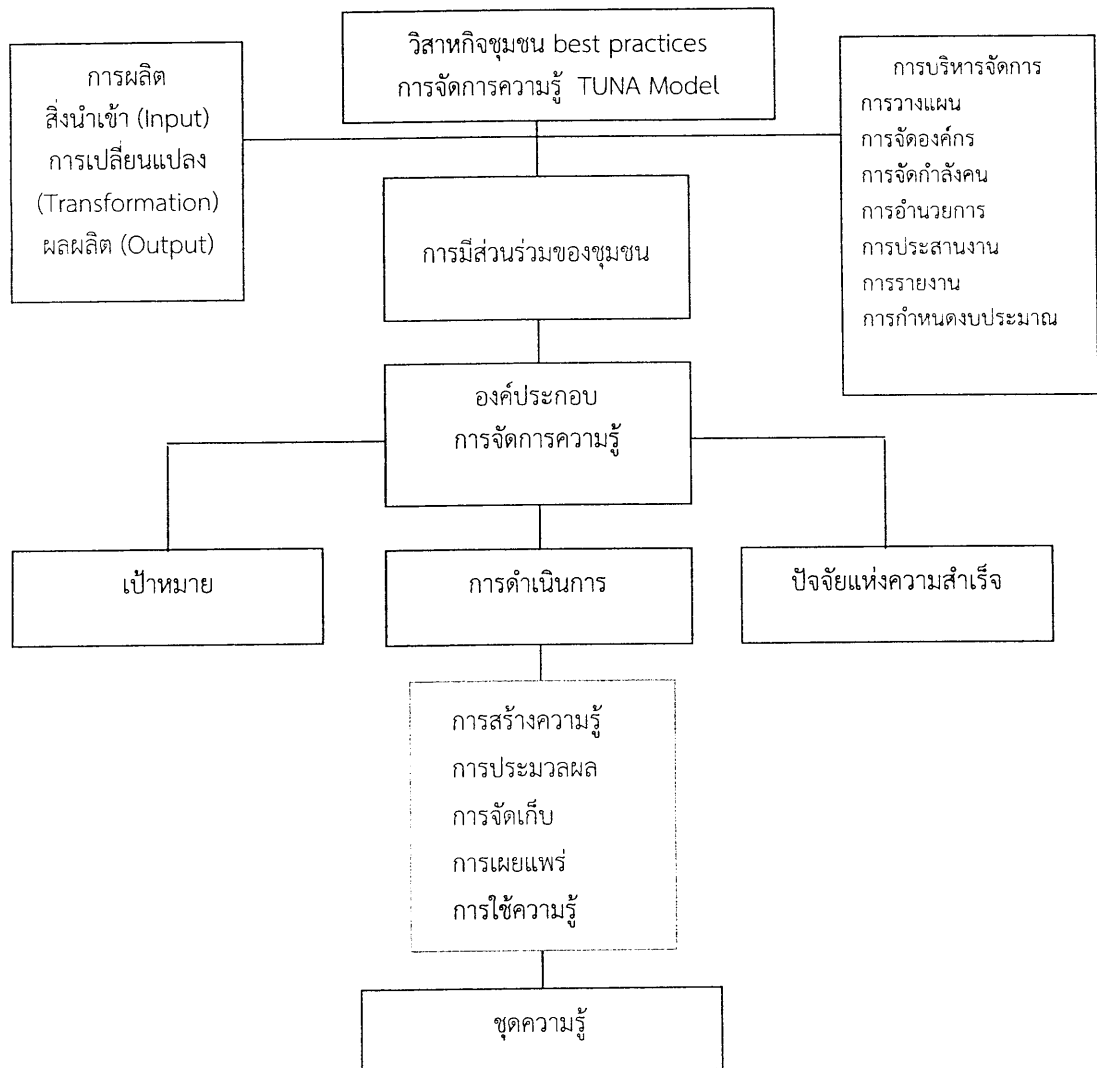 วิสาหกิจชุมชน best practices
การจัดการความรู้ TUNA Model
การผลิต
สิ่งนำเข้า (Input)
การเปลี่ยนแปลง
(Transformation)
ผลผลิต (Output)
การบริหารจัดการ
การวางแผน
การจัดองค์กร
การจัดกำลังคน
การอำนวยการ
การประสานงาน
การรายงาน
การกำหนดงบประมาณ
การมีส่วนร่วมของชุมชน
องค์ประกอบ
การจัดการความรู้
เป้าหมาย
การดำเนินการ
ปัจจัยแห่งความสำเร็จ
การสร้างความรู้
การประมวลผล
การจัดเก็บ
การเผยแพร่
การใช้ความรู้
ชุดความรู้